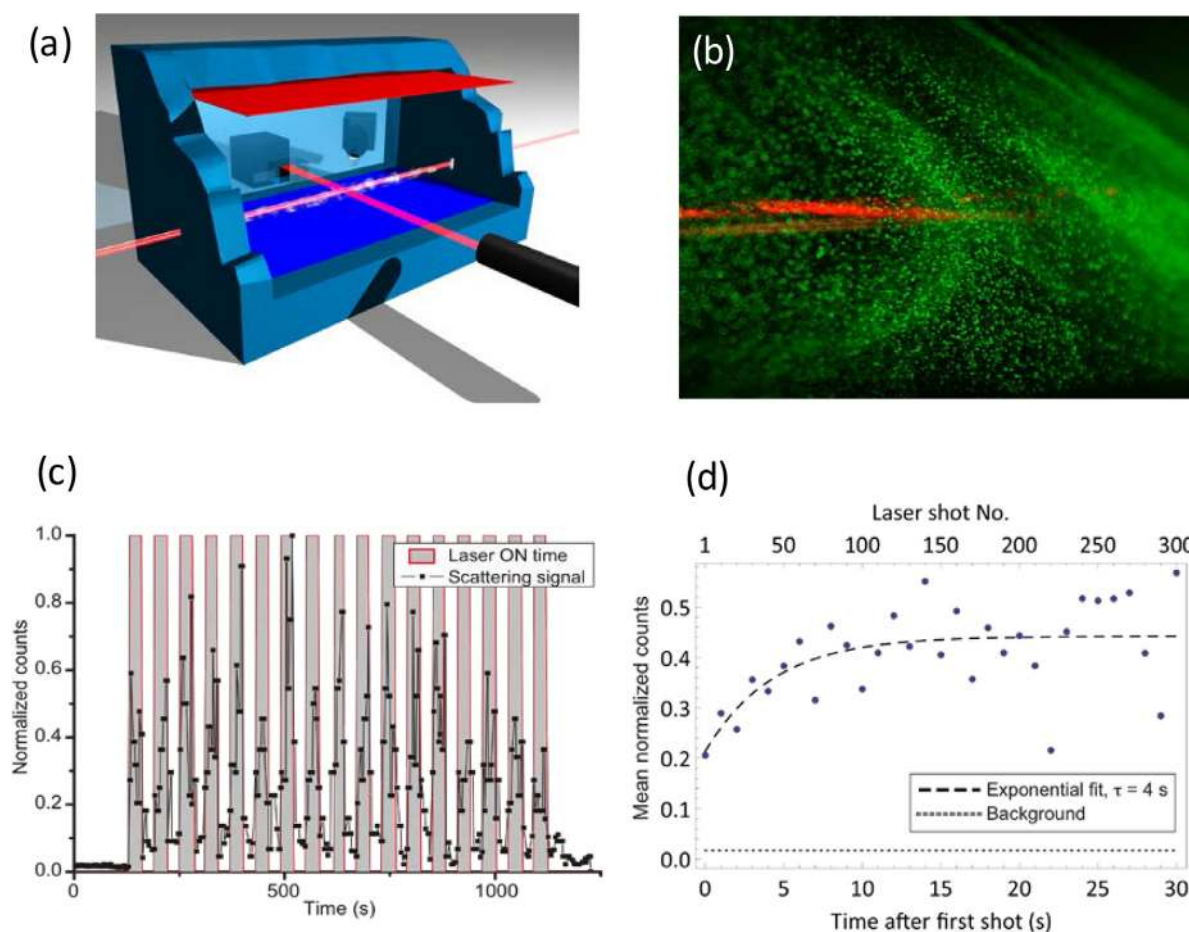 (a)
(b)
(c)
Normalized counts
1.0
0.8
0.6
0.4
0.2
0.0
Laser ON time
Scattering signal
0 500 1000
Time (s)
(d)
Laser shot No.
1 50 100 150 200 250 300
Mean normalized counts
0.5
0.4
0.3
0.2
0.1
0.0
Exponential fit, τ = 4 s
Background
0 5 10 15 20 25 30
Time after first shot (s)